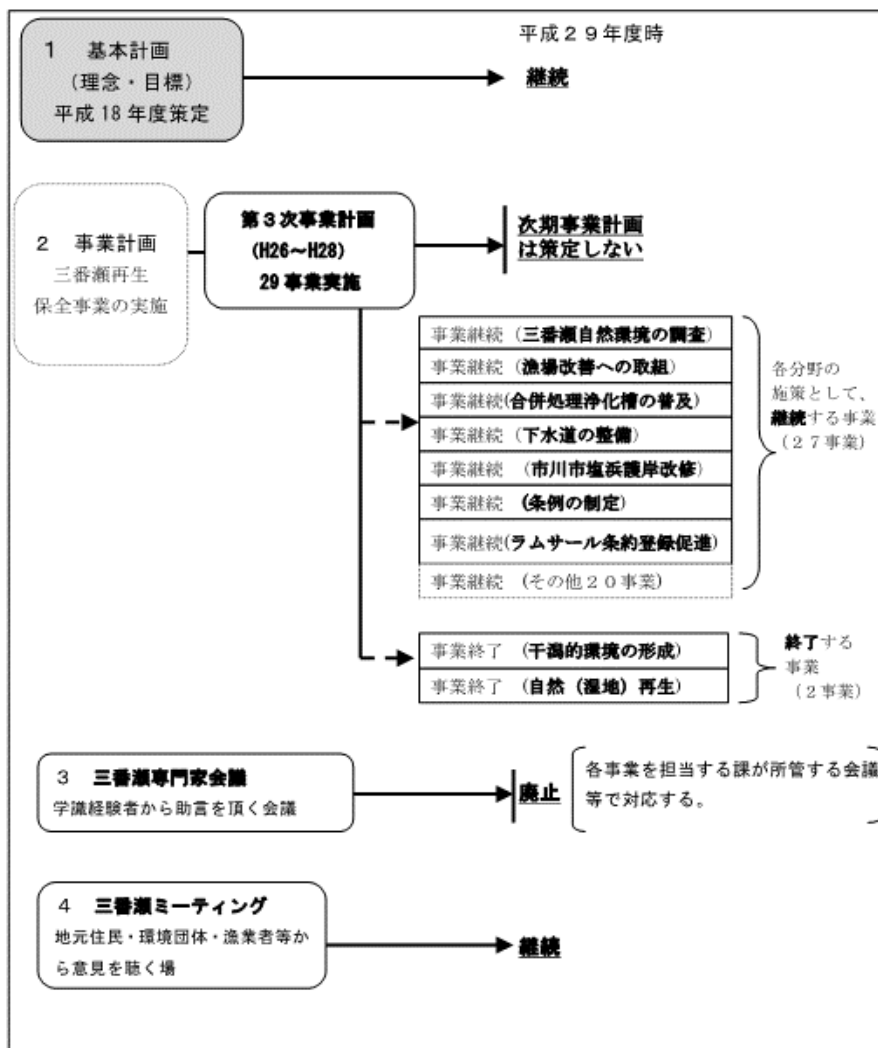 平成２９年度時
１　基本計画
（理念・目標）
平成 18 年度策定
継続
２　事業計画
三番瀬再生
保全事業の実施
第３次事業計画
(H26～H28)
29 事業実施
次期事業計画
は策定しない
事業継続（三番瀬自然環境の調査）
事業継続（漁場改善への取組）
事業継続(合併処理浄化槽の普及）
事業継続（下水道の整備）
事業継続　（市川市塩浜護岸改修）
事業継続　(条例の制定）
事業継続(ラムサール条約登録促進）
事業継続　（その他２０事業）
各分野の
施策として、
継続する事業
（２７事業）
事業終了　（干潟的環境の形成）
事業終了　（自然（湿地）再生）
終了する
事業
（２事業）
３　三番瀬専門家会議
学識経験者から助言を頂く会議
廃止
各事業を担当する課が所管する会議
等で対応する。
４　三番瀬ミーティング
地元住民・環境団体・漁業者等か
ら意見を聴く場
継続